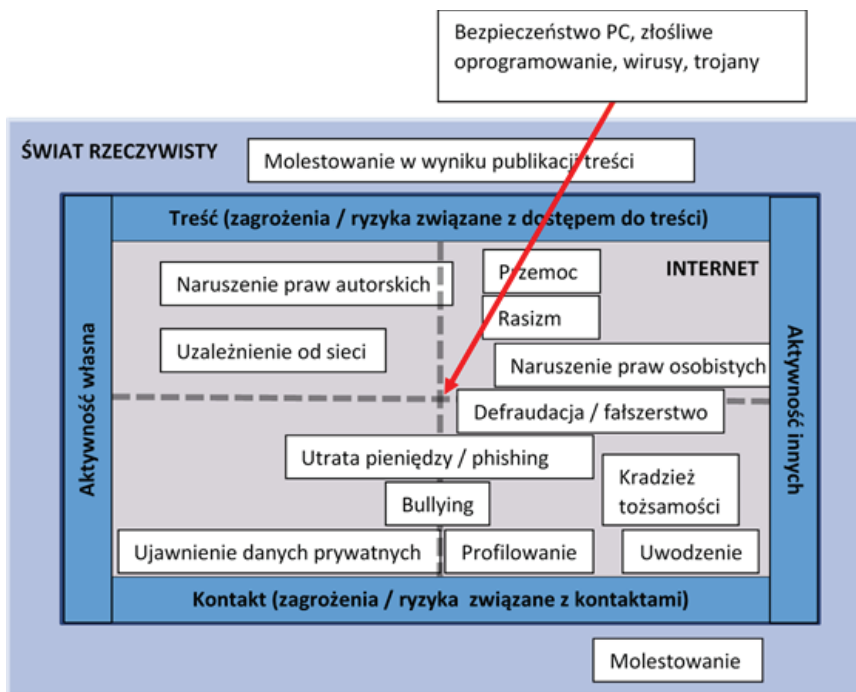 Bezpieczeństwo PC, złośliwe
oprogramowanie, wirusy, trojany
ŚWIAT RZECZYWISTY
Molestowanie w wyniku publikacji treści
Treść (zagrożenia / ryzyka związane z dostępem do treści)
Aktywność własna
Naruszenie praw autorskich
Przemoc
INTERNET
Rasizm
Uzależnienie od sieci
Naruszenie praw osobistych
Defraudacja / fałszerstwo
Aktywność innych
Utrata pieniędzy / phishing
Kradzież
tożsamości
Bullying
Ujawnienie danych prywatnych
Profilowanie
Uwodzenie
Kontakt (zagrożenia / ryzyka związane z kontaktami)
Molestowanie